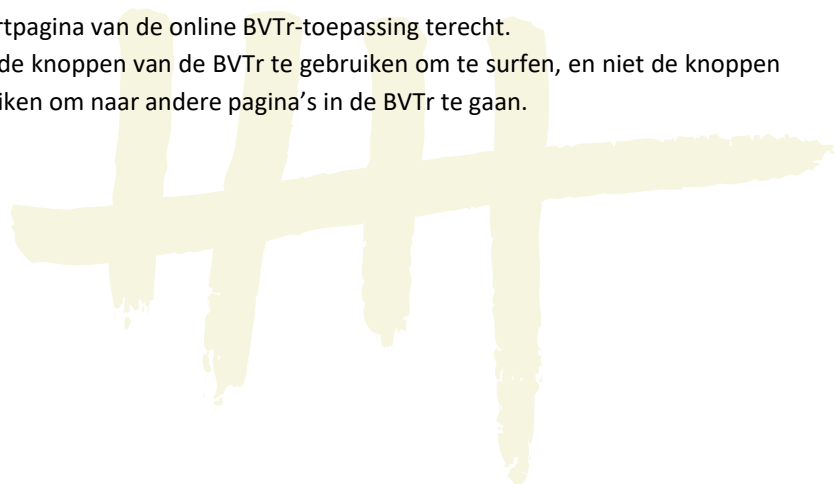 rtpagina van de online BVTr-toepassing terecht.
de knoppen van de BVTr te gebruiken om te surfen, en niet de knoppen
iken om naar andere pagina’s in de BVTr te gaan.